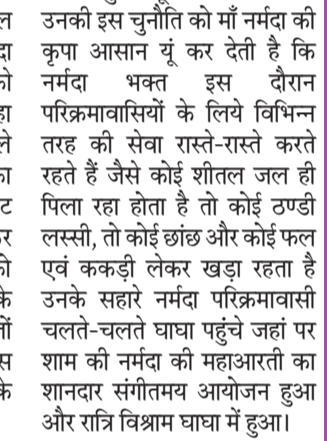 उनकी इस चुनौति को माँ नर्मदा की
कृपा आसान यूं कर देती है कि
नर्मदा भक्त इस दौरान
परिक्रमावासियों के लिये विभिन्न
तरह की सेवा रास्ते-रास्ते करते
रहते हैं जैसे कोई शीतल जल ही
पिला रहा होता है तो कोई ठण्डी
लस्सी, तो कोई छांछ और कोई फल
एवं ककड़ी लेकर खड़ा रहता है
उनके सहारे नर्मदा परिक्रमावासी
चलते-चलते घाघा पहुंचे जहां पर
शाम की नर्मदा की महाआरती का
शानदार संगीतमय आयोजन हुआ
और रात्रि विश्राम घाघा में हुआ।